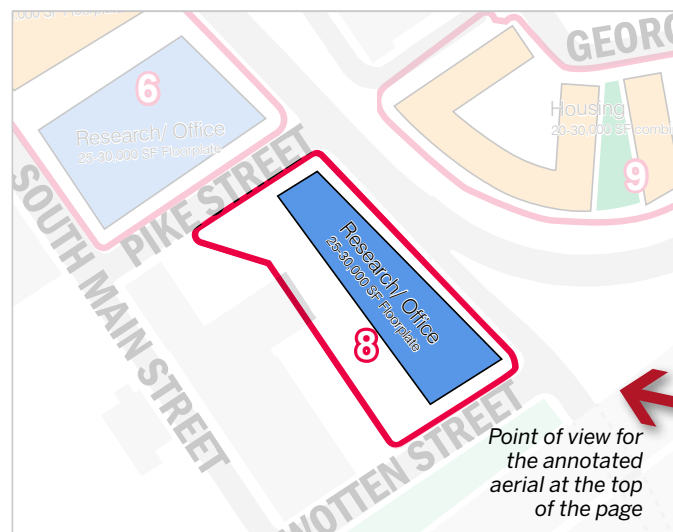 GEORG
6
Research/ Office
25-30,000 SF Floorplate
Housing
20-30,000 SF combi
9
PIKE STREET
SOUTH MAIN STREET
Research/ Office
25-30,000 SF Floorplate
8
WOTTEN STREET
Point of view for
the annotated
aerial at the top
of the page